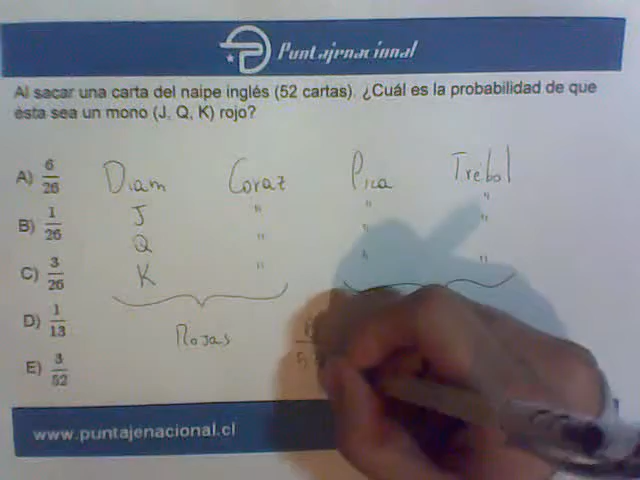 Puntajenacional
Al sacar una carta del naipe inglés (52 cartas). ¿Cuál es la probabilidad de que
ésta sea un mono (J, Q, K) rojo?
A) 6/26
B) 1/26
C) 3/26
D) 1/13
E) 3/52
Diam Coraz Pica Trébol
J " " "
Q " " "
K " " "
Rojas
www.puntajenacional.cl